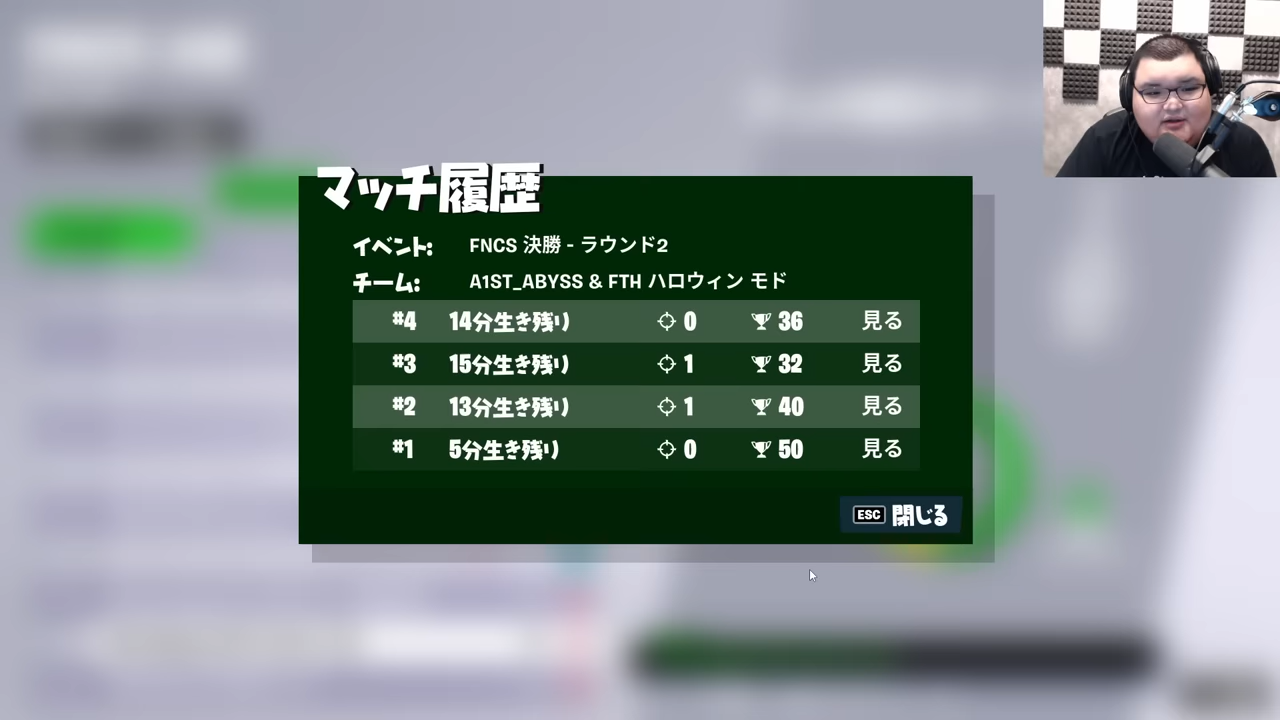 マッチ履歴
イベント: FNCS 決勝 - ラウンド2
チーム: A1ST_ABYSS & FTH ハロウィン モド
#4 14分生き残り 0 36 見る
#3 15分生き残り 1 32 見る
#2 13分生き残り 1 40 見る
#1 5分生き残り 0 50 見る
ESC 閉じる